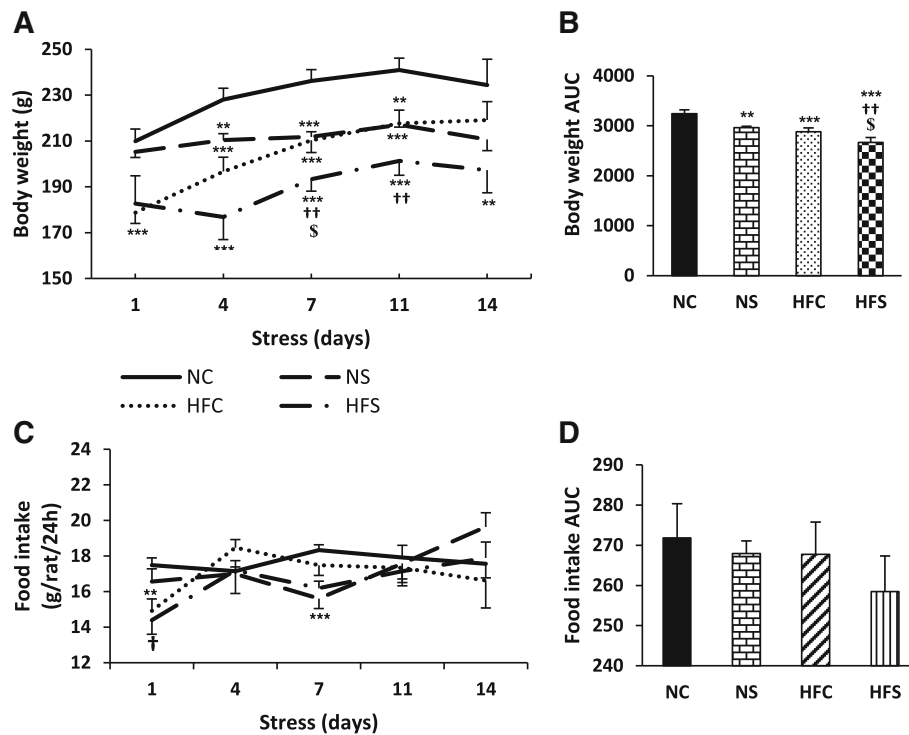 A
Body weight (g)
250
230
210
190
170
150
**
***
***
***
**
***
***
***
††
$
***
***
††
**
1 4 7 11 14
Stress (days)
NC NS
HFC HFS
B
Body weight AUC
4000
3000
2000
1000
0
**
***
***
††
$
NC NS HFC HFS
C
Food intake
(g/rat/24h)
24
22
20
18
16
14
12
**
†
***
1 4 7 11 14
Stress (days)
D
Food intake AUC
290
280
270
260
250
240
NC NS HFC HFS